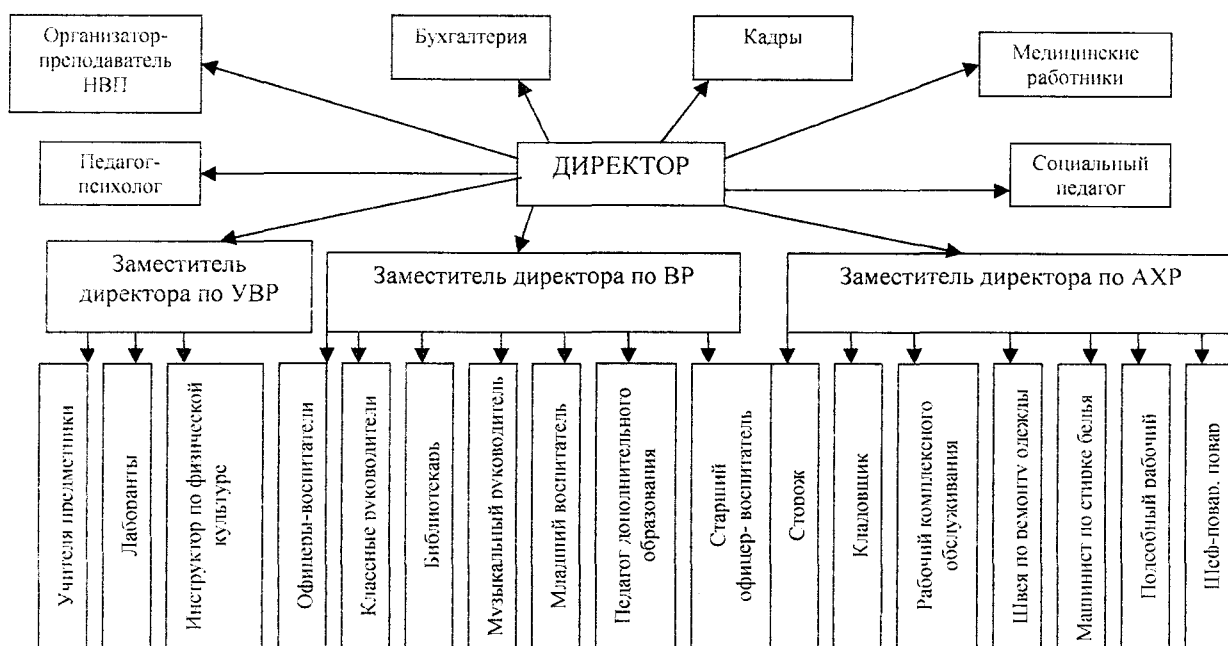 Организатор-
преподаватель
НВП
Бухгалтерия
Кадры
Медицинские
работники
Педагог-
психолог
ДИРЕКТОР
Социальный
педагог
Заместитель
директора по УВР
Заместитель директора по ВР
Заместитель директора по АХР
Учителя предметники
Лаборанты
Инструктор по физической
культуре
Офицеры-воспитатели
Классные руководители
Библиотекарь
Музыкальный руководитель
Младший воспитатель
Педагог дополнительного
образования
Старший
офицер- воспитатель
Сторож
Кладовщик
Рабочий комплексного
обслуживания
Швея по ремонту одежды
Машинист по стирке белья
Подсобный рабочий
Шеф-повар, повар